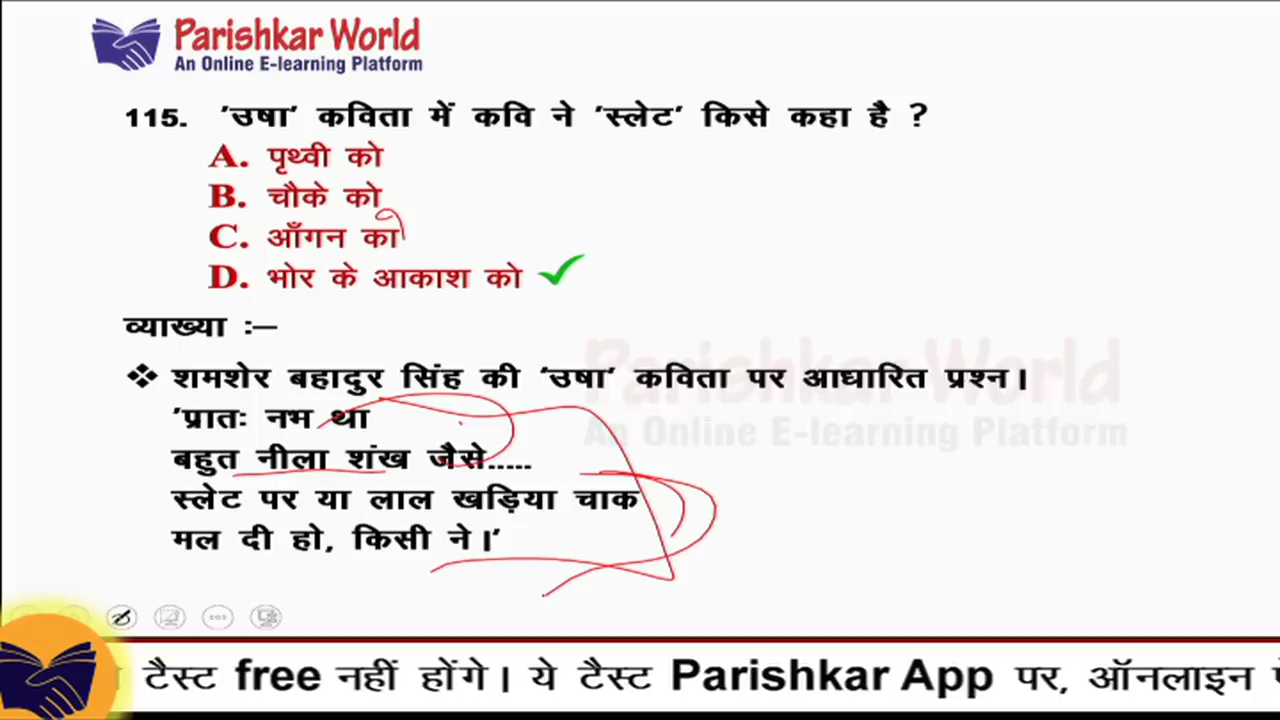 Parishkar World
An Online E-learning Platform
115. 'उषा' कविता में कवि ने 'स्लेट' किसे कहा है ?
A. पृथ्वी को
B. चौके को
C. आँगन को
D. भोर के आकाश को
व्याख्या :–
❖ शमशेर बहादुर सिंह की 'उषा' कविता पर आधारित प्रश्न।
'प्रातः नभ था
बहुत नीला शंख जैसे.....
स्लेट पर या लाल खड़िया चाक
मल दी हो, किसी ने।'
Parishkar World
An Online E-learning Platform
टैस्ट free नहीं होंगे। ये टैस्ट Parishkar App पर, ऑनलाइन